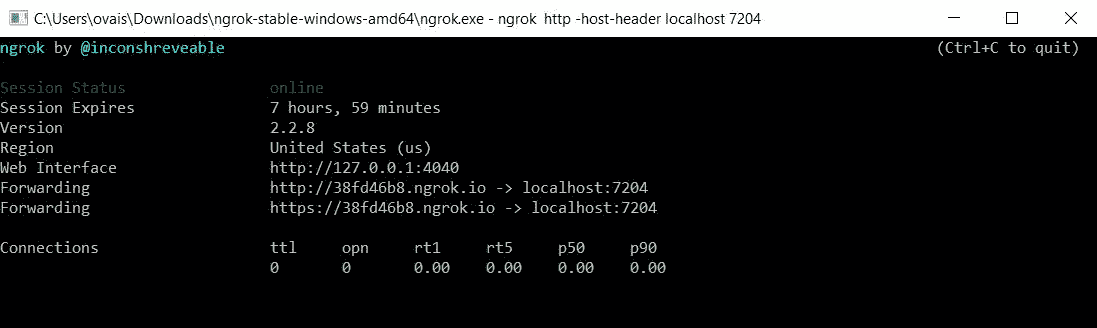 C:\Users\ovais\Downloads\ngrok-stable-windows-amd64\ngrok.exe - ngrok  http -host-header localhost 7204
ngrok by @inconshreveable (Ctrl+C to quit)
Session Status online
Session Expires 7 hours, 59 minutes
Version 2.2.8
Region United States (us)
Web Interface http://127.0.0.1:4040
Forwarding http://38fd46b8.ngrok.io -> localhost:7204
Forwarding https://38fd46b8.ngrok.io -> localhost:7204
Connections ttl opn rt1 rt5 p50 p90
0 0 0.00 0.00 0.00 0.00